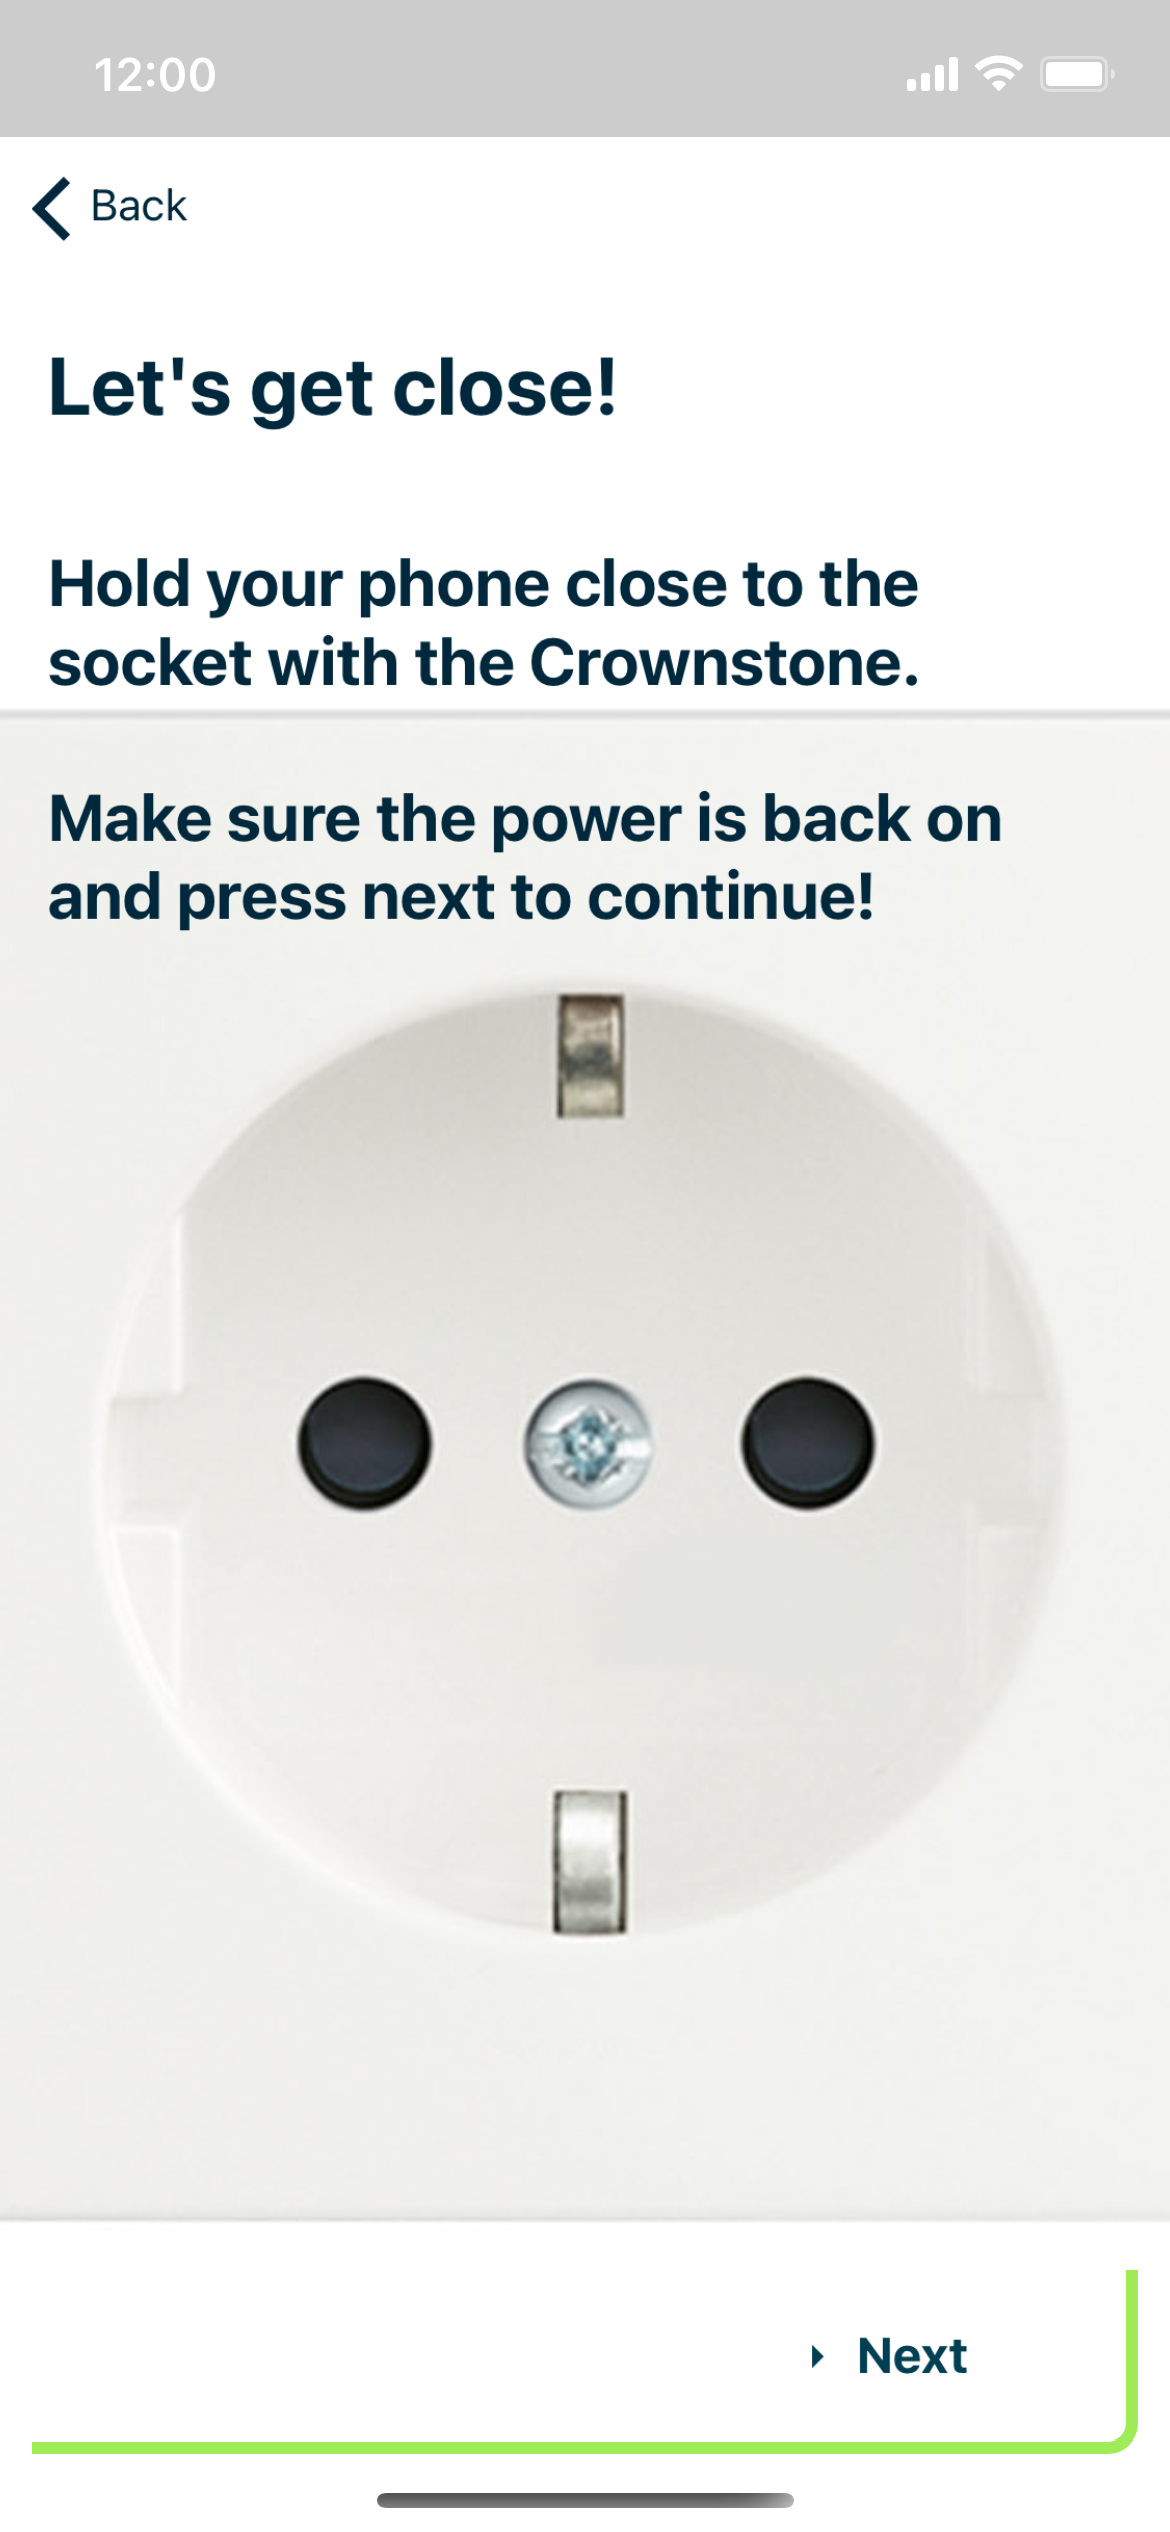 12:00
Back
Let's get close!
Hold your phone close to the
socket with the Crownstone.
Make sure the power is back on
and press next to continue!
Next